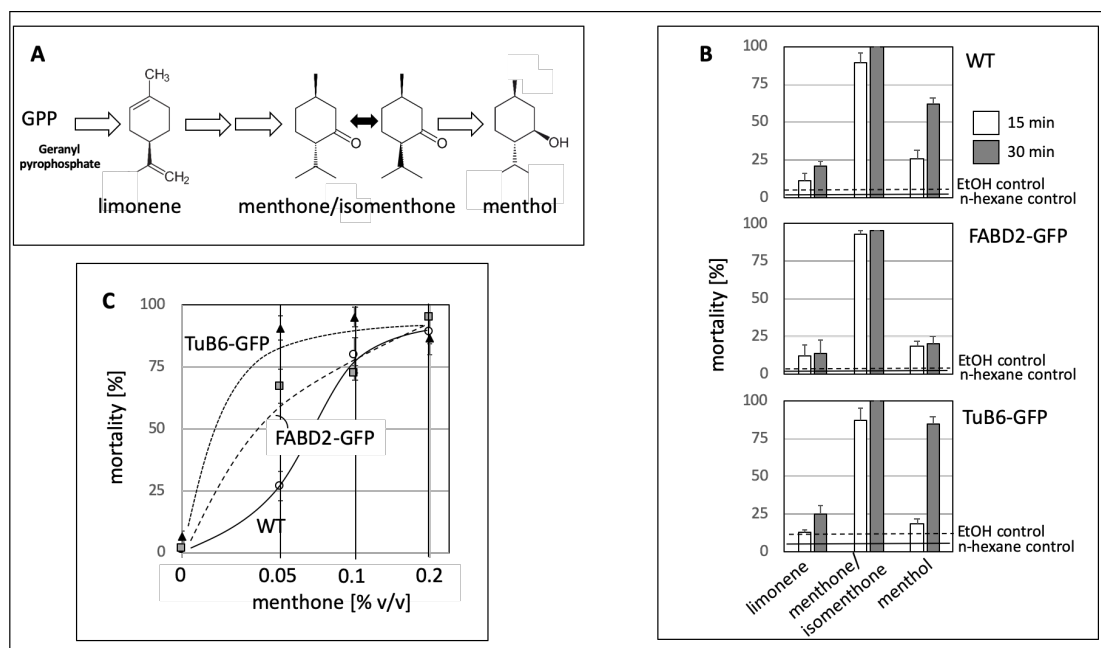 A
GPP
Geranyl
pyrophosphate
CH3
CH2
O
O
OH
limonene
menthone/isomenthone
menthol
B
100
75
50
25
0
WT
15 min
30 min
EtOH control
n-hexane control
mortality [%]
100
75
50
25
0
FABD2-GFP
EtOH control
n-hexane control
100
75
50
25
0
TuB6-GFP
EtOH control
n-hexane control
limonene
menthone/
isomenthone
menthol
C
mortality [%]
100
75
50
25
0
TuB6-GFP
FABD2-GFP
WT
0 0.05 0.1 0.2
menthone [% v/v]